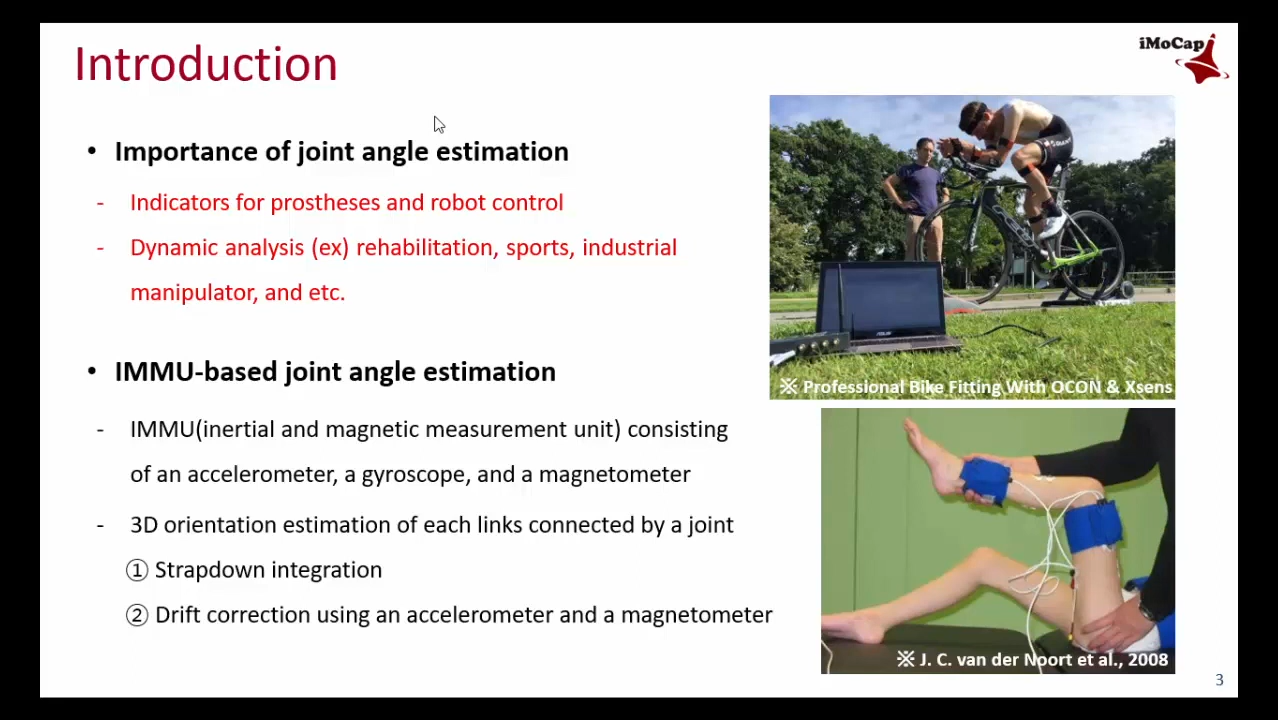 Introduction
iMoCap
• Importance of joint angle estimation
- Indicators for prostheses and robot control
- Dynamic analysis (ex) rehabilitation, sports, industrial
manipulator, and etc.
• IMMU-based joint angle estimation
- IMMU(inertial and magnetic measurement unit) consisting
of an accelerometer, a gyroscope, and a magnetometer
- 3D orientation estimation of each links connected by a joint
① Strapdown integration
② Drift correction using an accelerometer and a magnetometer
ASUS
※ Professional Bike Fitting With OCON & Xsens
※ J. C. van der Noort et al., 2008
3